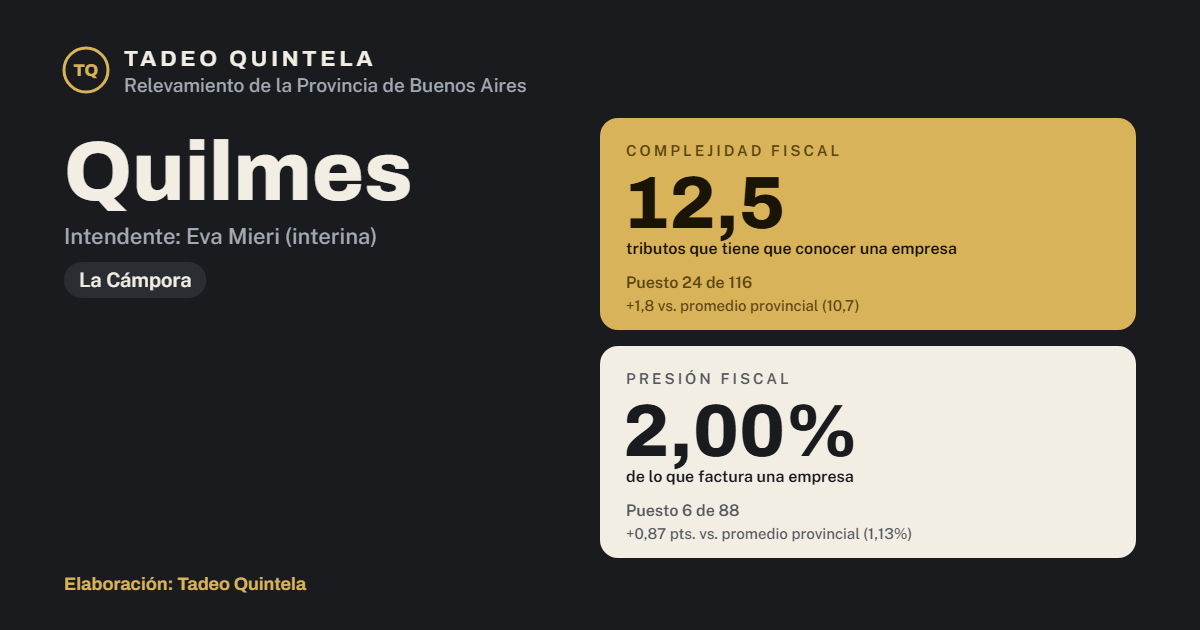 TQ
TADEO QUINTELA
Relevamiento de la Provincia de Buenos Aires
Quilmes
Intendente: Eva Mieri (interina)
La Cámpora
COMPLEJIDAD FISCAL
12,5
tributos que tiene que conocer una empresa
Puesto 24 de 116
+1,8 vs. promedio provincial (10,7)
PRESIÓN FISCAL
2,00%
de lo que factura una empresa
Puesto 6 de 88
+0,87 pts. vs. promedio provincial (1,13%)
Elaboración: Tadeo Quintela